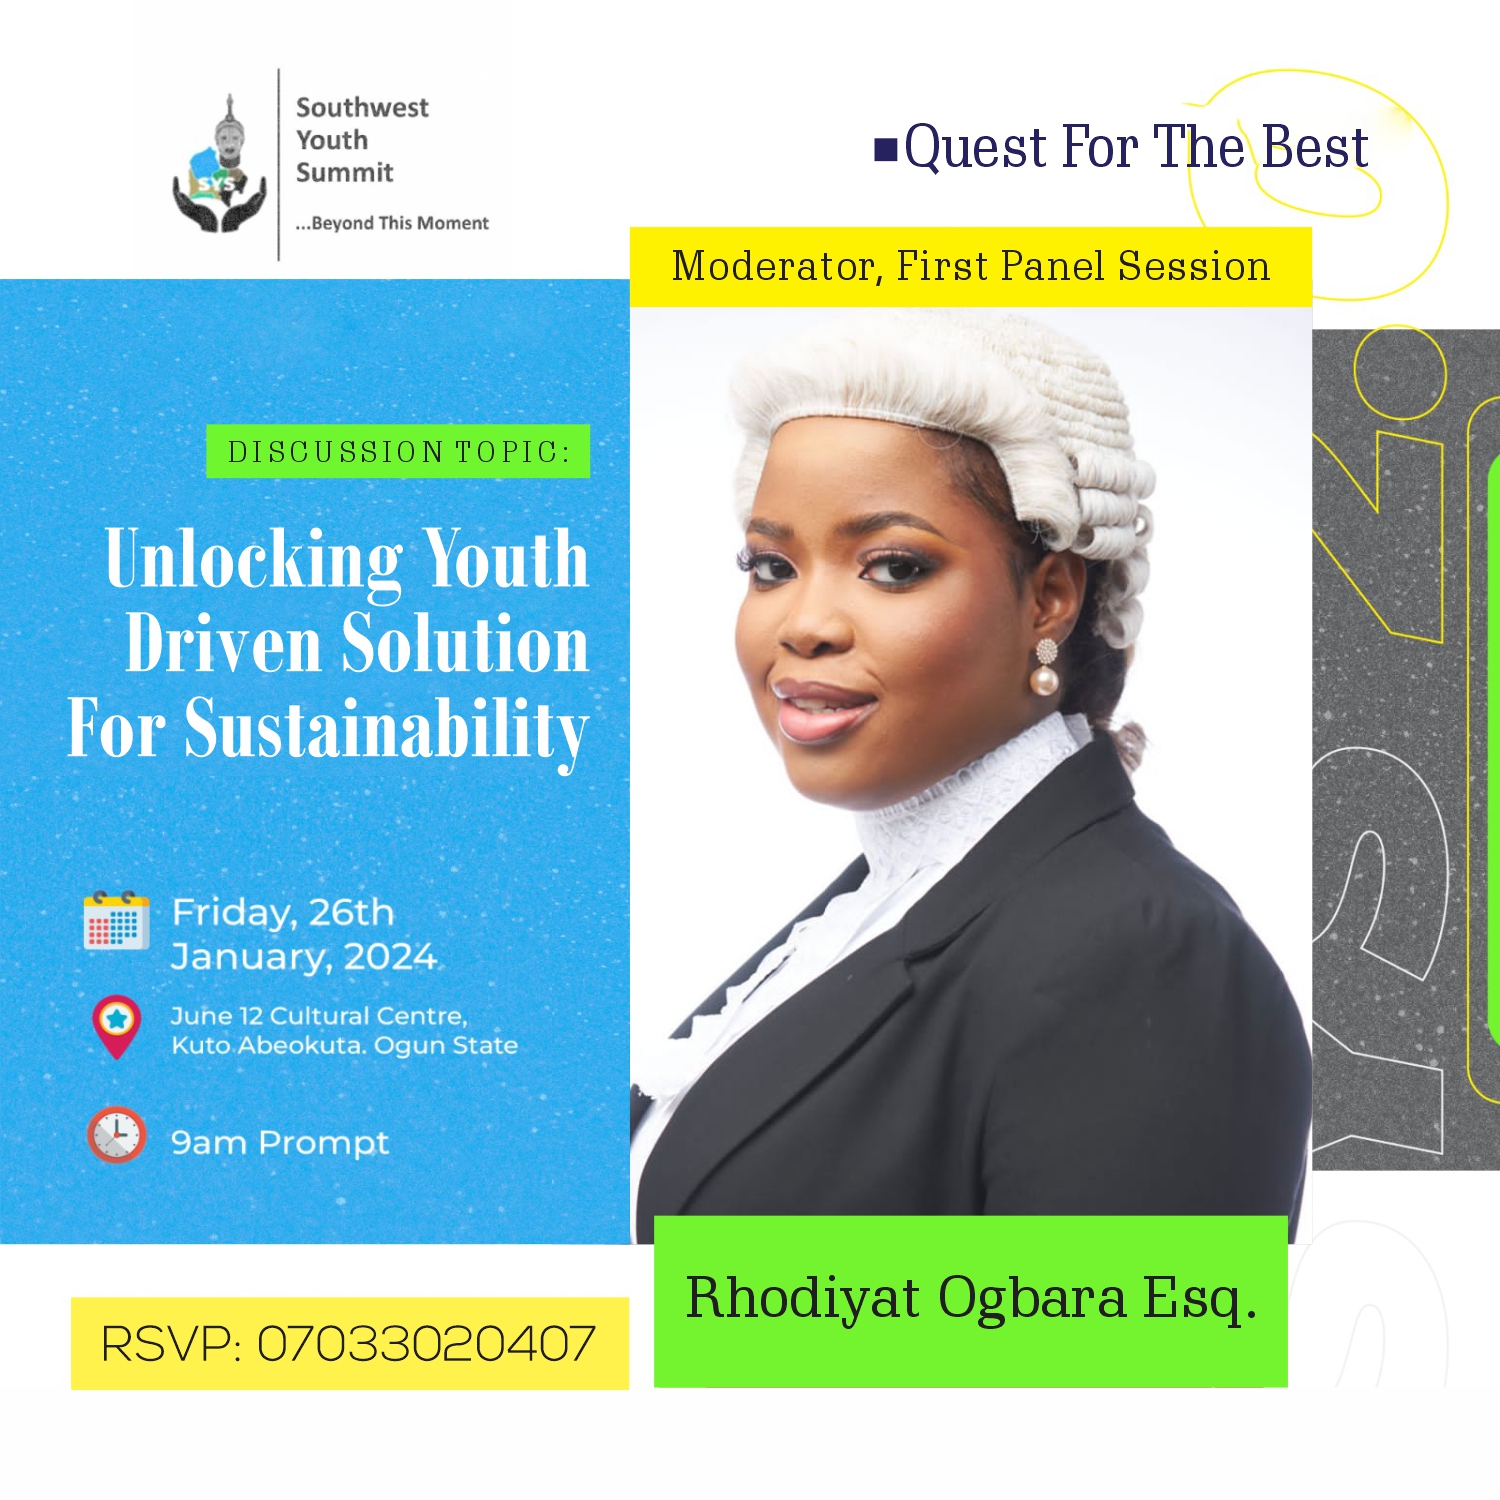 Southwest
Youth
Summit
...Beyond This Moment
SYS
Quest For The Best
Moderator, First Panel Session
DISCUSSION TOPIC:
Unlocking Youth
Driven Solution
For Sustainability
Friday, 26th
January, 2024
June 12 Cultural Centre,
Kuto Abeokuta. Ogun State
9am Prompt
RSVP: 07033020407
Rhodiyat Ogbara Esq.